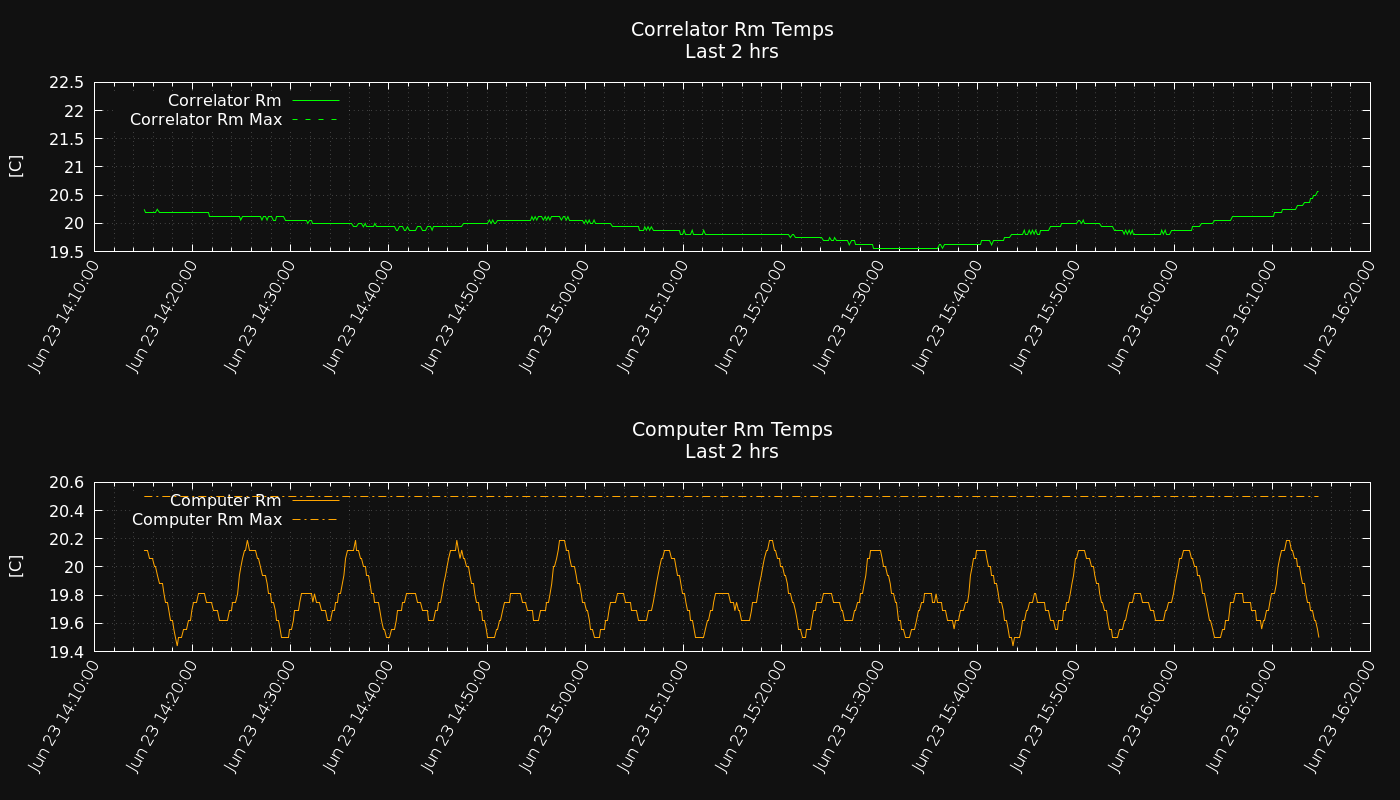 Correlator Rm Temps
Last 2 hrs
22.5
22
21.5
21
20.5
20
19.5
[C]
Correlator Rm
Correlator Rm Max
Jun 23 14:10:00
Jun 23 14:20:00
Jun 23 14:30:00
Jun 23 14:40:00
Jun 23 14:50:00
Jun 23 15:00:00
Jun 23 15:10:00
Jun 23 15:20:00
Jun 23 15:30:00
Jun 23 15:40:00
Jun 23 15:50:00
Jun 23 16:00:00
Jun 23 16:10:00
Jun 23 16:20:00
Computer Rm Temps
Last 2 hrs
20.6
20.4
20.2
20
19.8
19.6
19.4
[C]
Computer Rm
Computer Rm Max
Jun 23 14:10:00
Jun 23 14:20:00
Jun 23 14:30:00
Jun 23 14:40:00
Jun 23 14:50:00
Jun 23 15:00:00
Jun 23 15:10:00
Jun 23 15:20:00
Jun 23 15:30:00
Jun 23 15:40:00
Jun 23 15:50:00
Jun 23 16:00:00
Jun 23 16:10:00
Jun 23 16:20:00